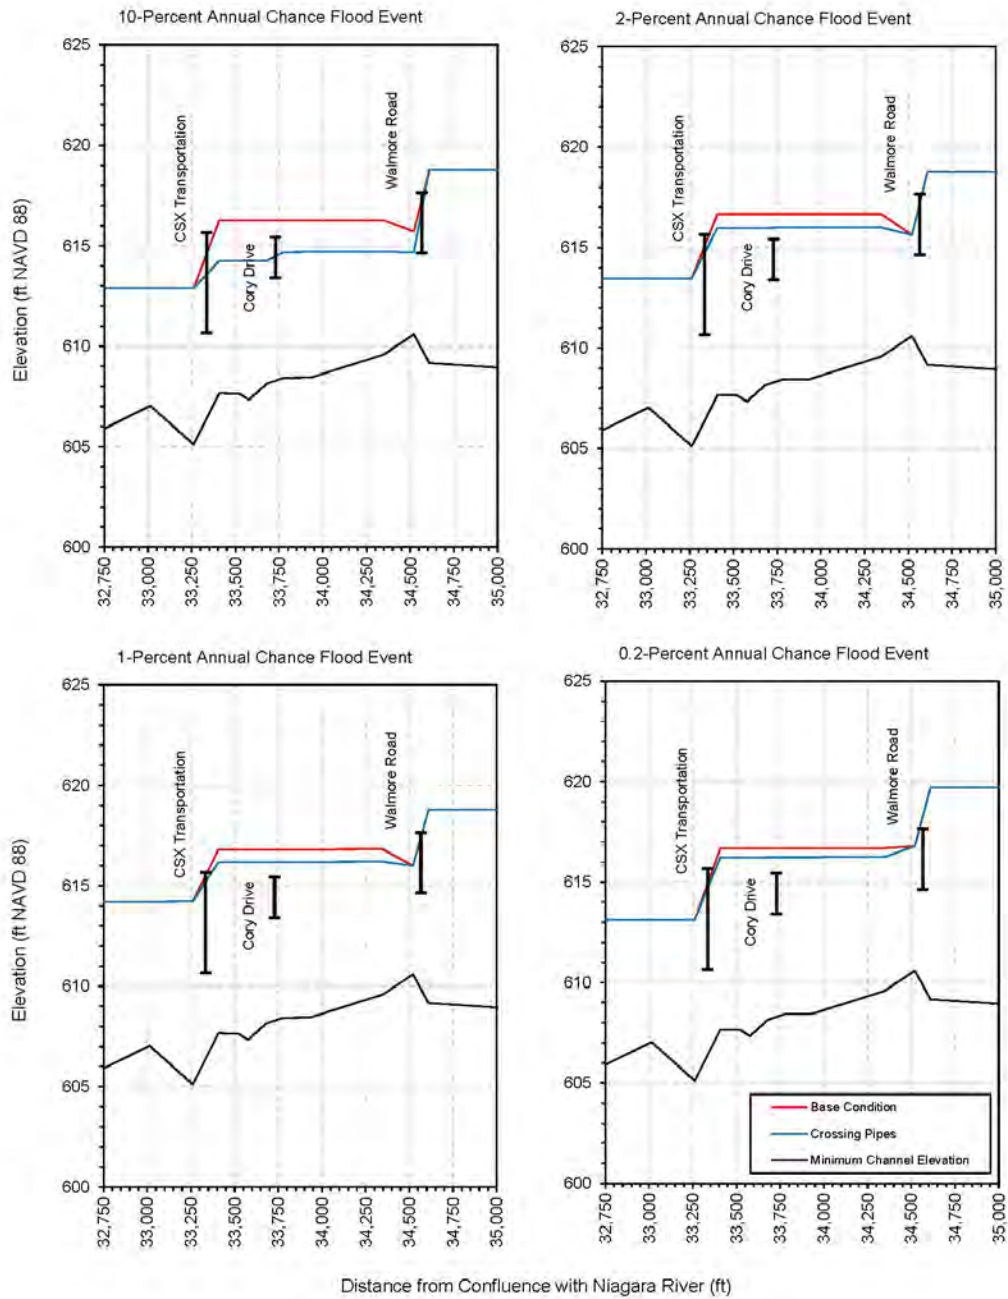 10-Percent Annual Chance Flood Event
Elevation (ft NAVD 88)
625
620
615
610
605
600
CSX Transportation
Cory Drive
Walmore Road
32,750
33,000
33,250
33,500
33,750
34,000
34,250
34,500
34,750
35,000
2-Percent Annual Chance Flood Event
625
620
615
610
605
600
CSX Transportation
Cory Drive
Walmore Road
32,750
33,000
33,250
33,500
33,750
34,000
34,250
34,500
34,750
35,000
1-Percent Annual Chance Flood Event
Elevation (ft NAVD 88)
625
620
615
610
605
600
CSX Transportation
Cory Drive
Walmore Road
32,750
33,000
33,250
33,500
33,750
34,000
34,250
34,500
34,750
35,000
0.2-Percent Annual Chance Flood Event
625
620
615
610
605
600
CSX Transportation
Cory Drive
Walmore Road
Base Condition
Crossing Pipes
Minimum Channel Elevation
32,750
33,000
33,250
33,500
33,750
34,000
34,250
34,500
34,750
35,000
Distance from Confluence with Niagara River (ft)